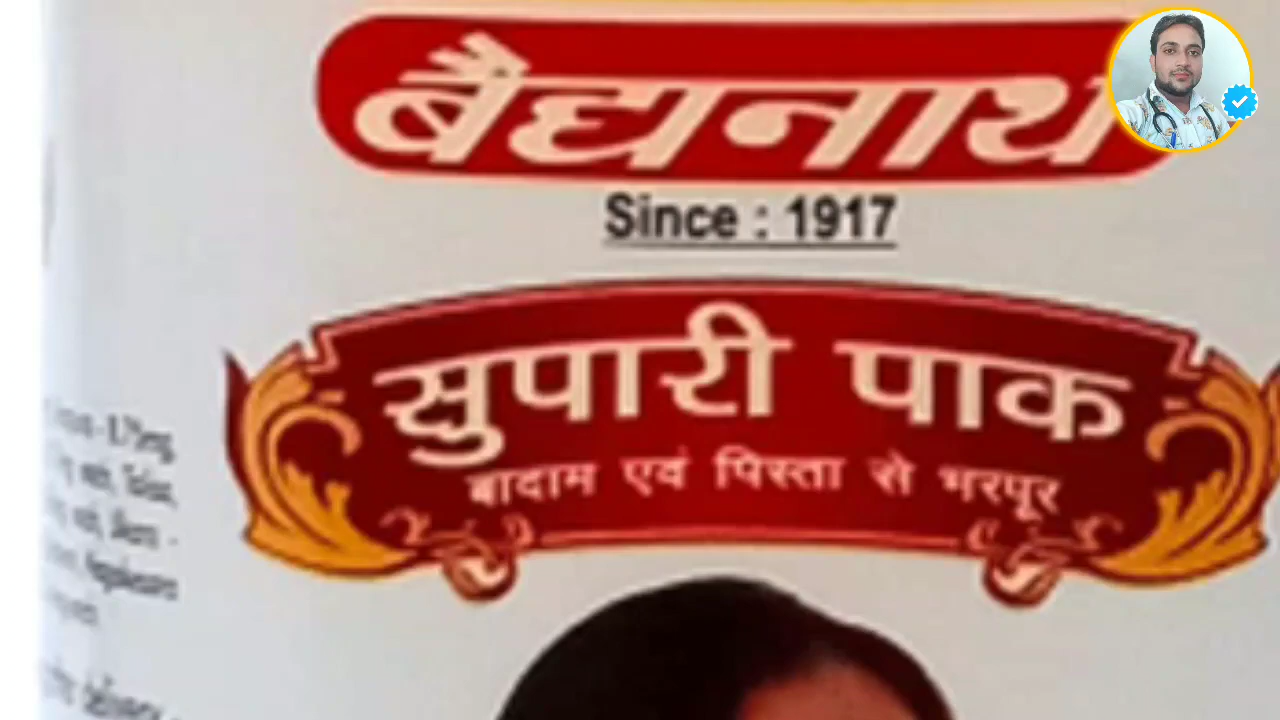 बैद्यनाथ
Since : 1917
सुपारी पाक
बादाम एवं पिस्ता से भरपूर